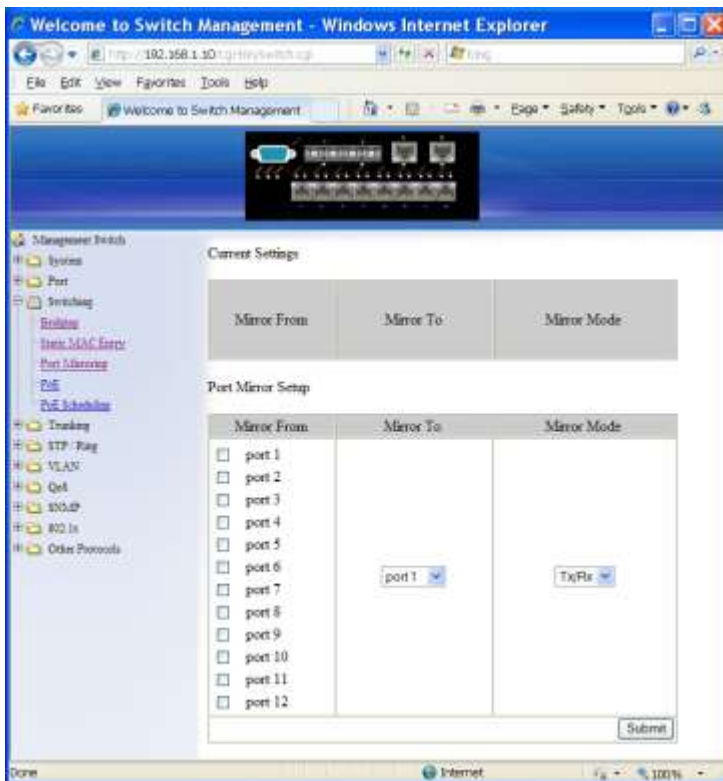 Welcome to Switch Management - Windows Internet Explorer
http://192.168.1.10
Bing
File Edit View Favorites Tools Help
Favorites Welcome to Switch Management Page Safety Tools
Management Switch
System
Port
Switching
Bridging
Static MAC Entry
Port Mirroring
PoE
PoE Scheduling
Trunking
STP / Ring
VLAN
QoS
SNMP
802.1x
Other Protocols
Current Settings
Mirror From Mirror To Mirror Mode
Port Mirror Setup
Mirror From Mirror To Mirror Mode
port 1
port 2
port 3
port 4
port 5
port 6
port 7
port 8
port 9
port 10
port 11
port 12
port 1
Tx/Rx
Submit
Done Internet 100%